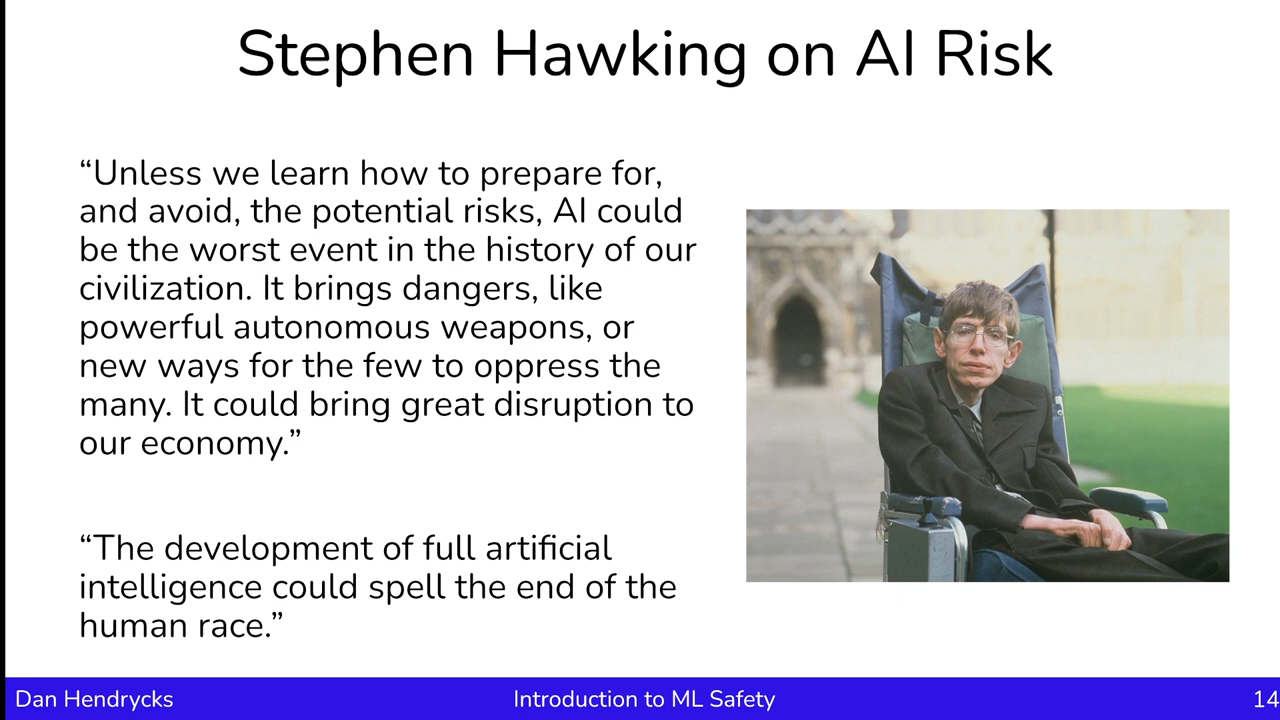 Stephen Hawking on AI Risk
“Unless we learn how to prepare for,
and avoid, the potential risks, AI could
be the worst event in the history of our
civilization. It brings dangers, like
powerful autonomous weapons, or
new ways for the few to oppress the
many. It could bring great disruption to
our economy.”
“The development of full artificial
intelligence could spell the end of the
human race.”
Dan Hendrycks
Introduction to ML Safety
14